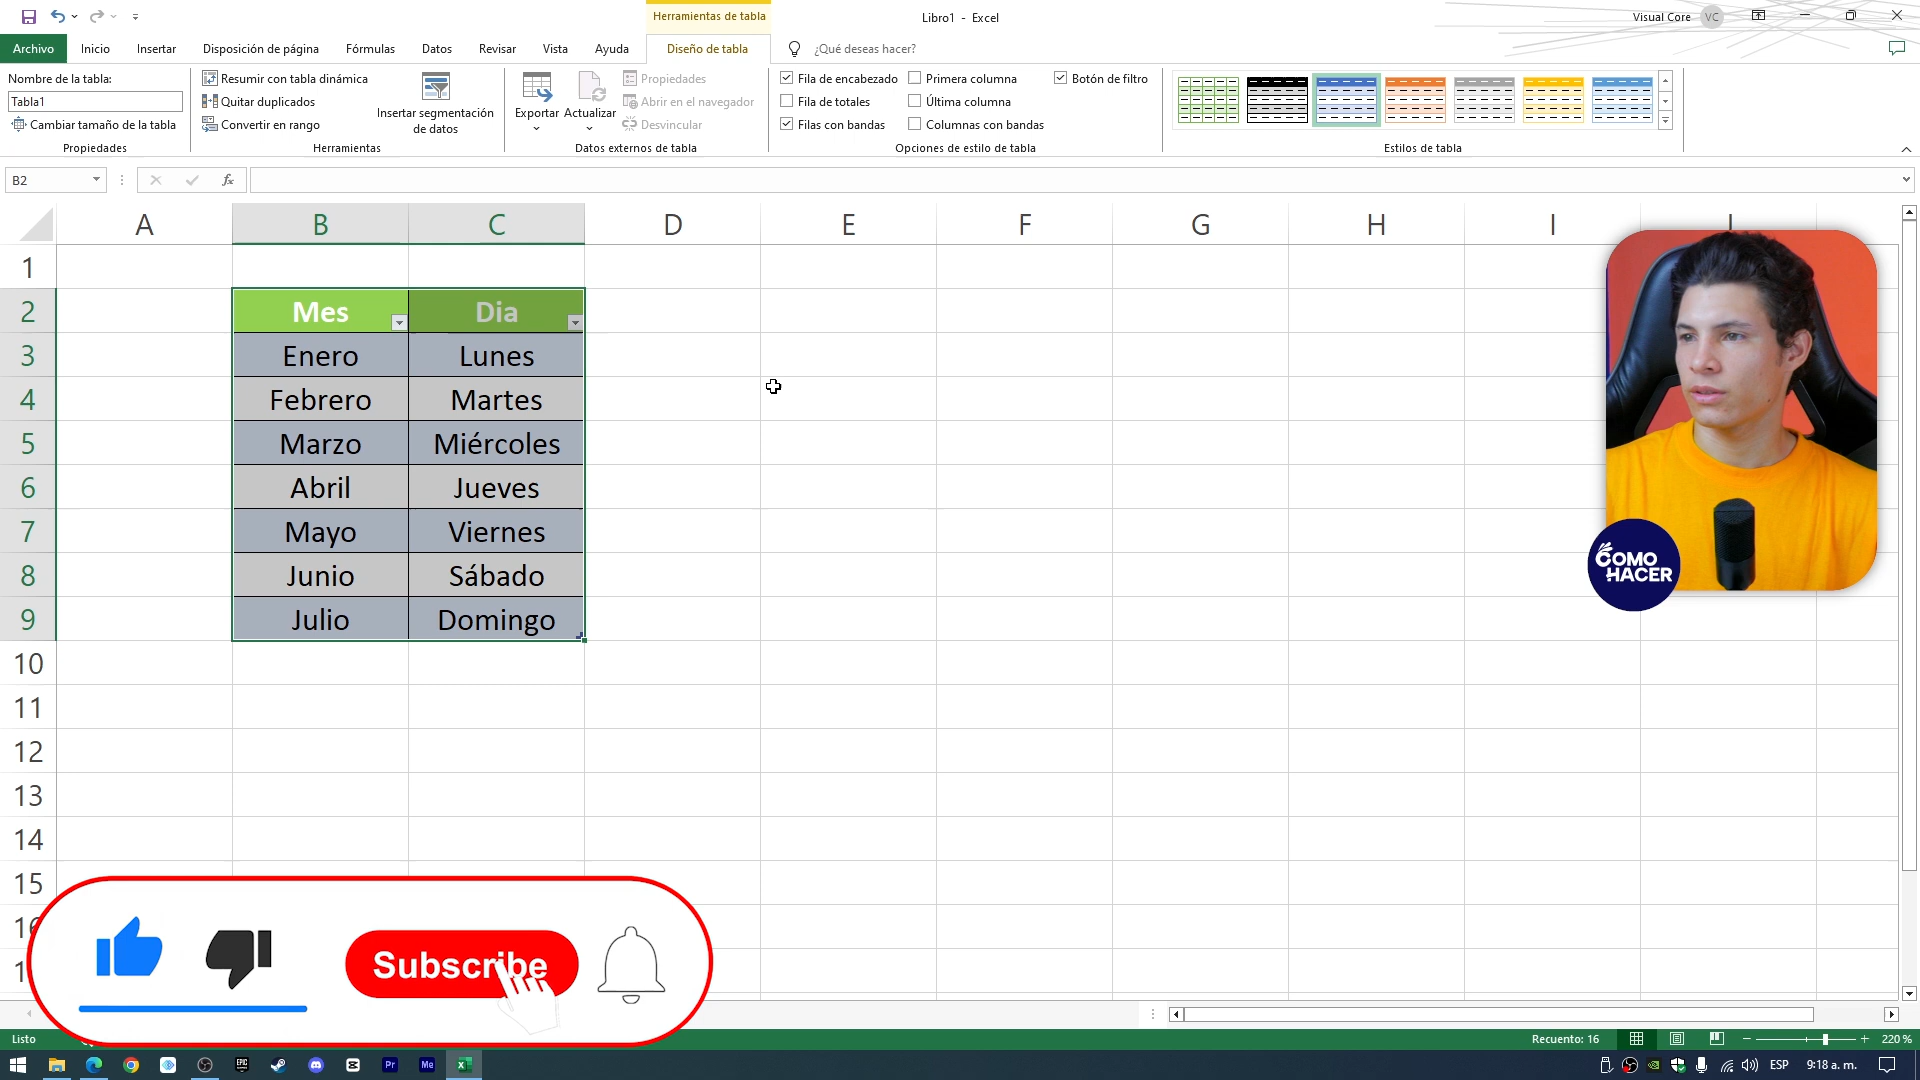 Herramientas de tabla
Libro1 - Excel
Visual Core VC
Archivo Inicio Insertar Disposición de página Fórmulas Datos Revisar Vista Ayuda Diseño de tabla ¿Qué deseas hacer?
Nombre de la tabla:
Tabla1
Cambiar tamaño de la tabla
Propiedades
Resumir con tabla dinámica
Quitar duplicados
Convertir en rango
Insertar segmentación
de datos
Herramientas
Exportar Actualizar
Propiedades
Abrir en el navegador
Desvincular
Datos externos de tabla
Fila de encabezado Primera columna Botón de filtro
Fila de totales Última columna
Filas con bandas Columnas con bandas
Opciones de estilo de tabla
Estilos de tabla
B2 fx
A B C D E F G H I J
1
2 Mes Dia
3 Enero Lunes
4 Febrero Martes
5 Marzo Miércoles
6 Abril Jueves
7 Mayo Viernes
8 Junio Sábado
9 Julio Domingo
10
11
12
13
14
15
COMO
HACER
Subscribe
Listo Recuento: 16 220 %
EPIC Pr Me ESP 9:18 a. m.